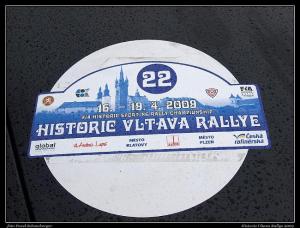 22
16. - 19. 4. 2009
FIA HISTORIC SPORTING RALLY CHAMPIONSHIP
HISTORIC VLTAVA RALLYE
global
MĚSTO
KLATOVY
MĚSTO
PLZEŇ
Česká
rafinérská